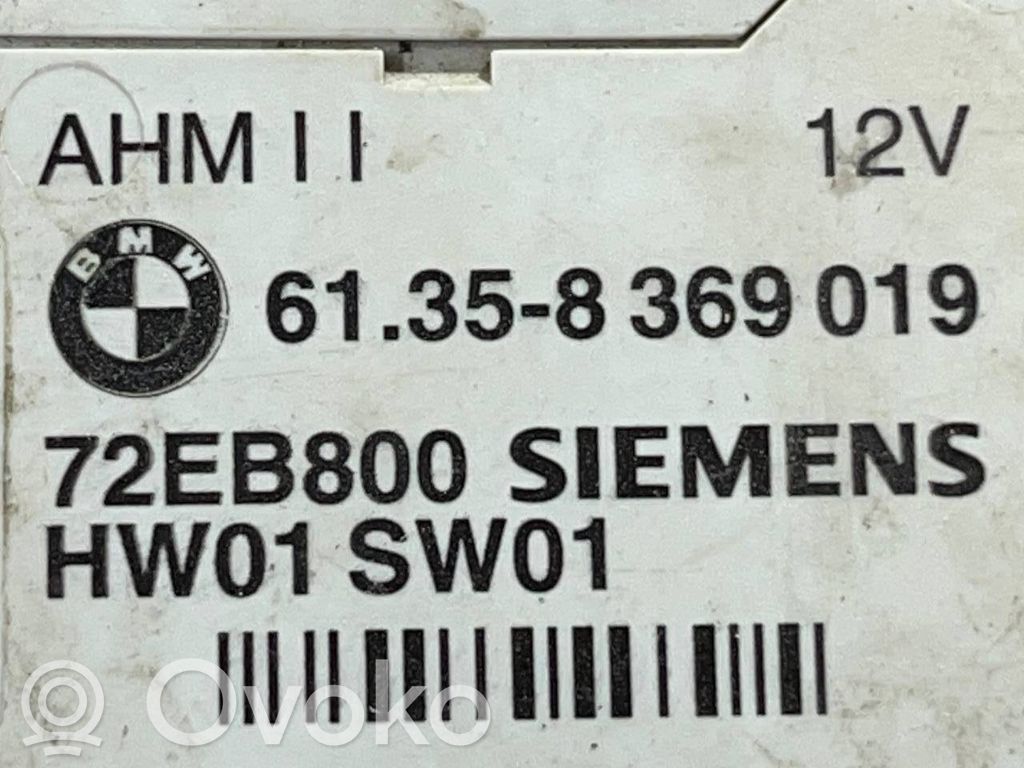 AHM I I 12V
BMW 61.35-8 369 019
72EB800 SIEMENS
HW01 SW01
Ovoko